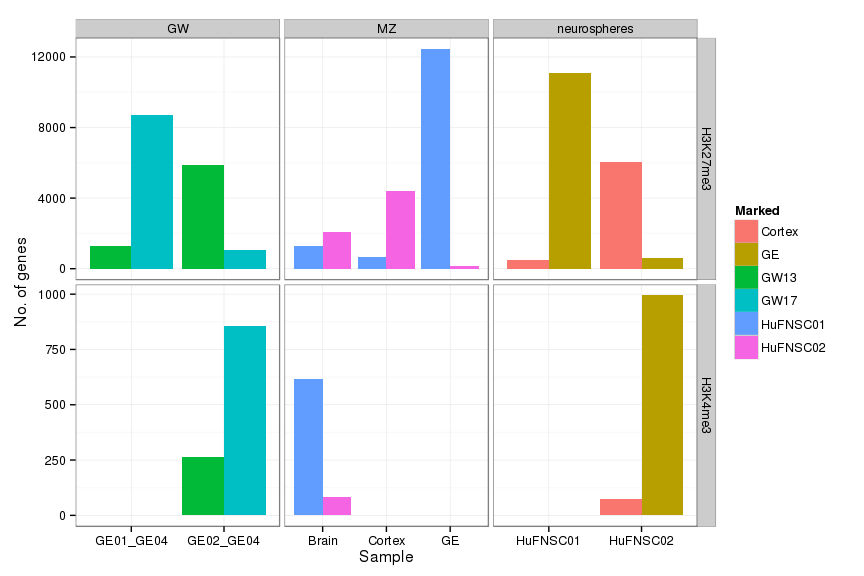 GW MZ neurospheres
12000
8000
4000
0
H3K27me3
1000
750
500
250
0
H3K4me3
No. of genes
GE01_GE04 GE02_GE04 Brain Cortex GE HuFNSC01 HuFNSC02
Sample
Marked
Cortex
GE
GW13
GW17
HuFNSC01
HuFNSC02